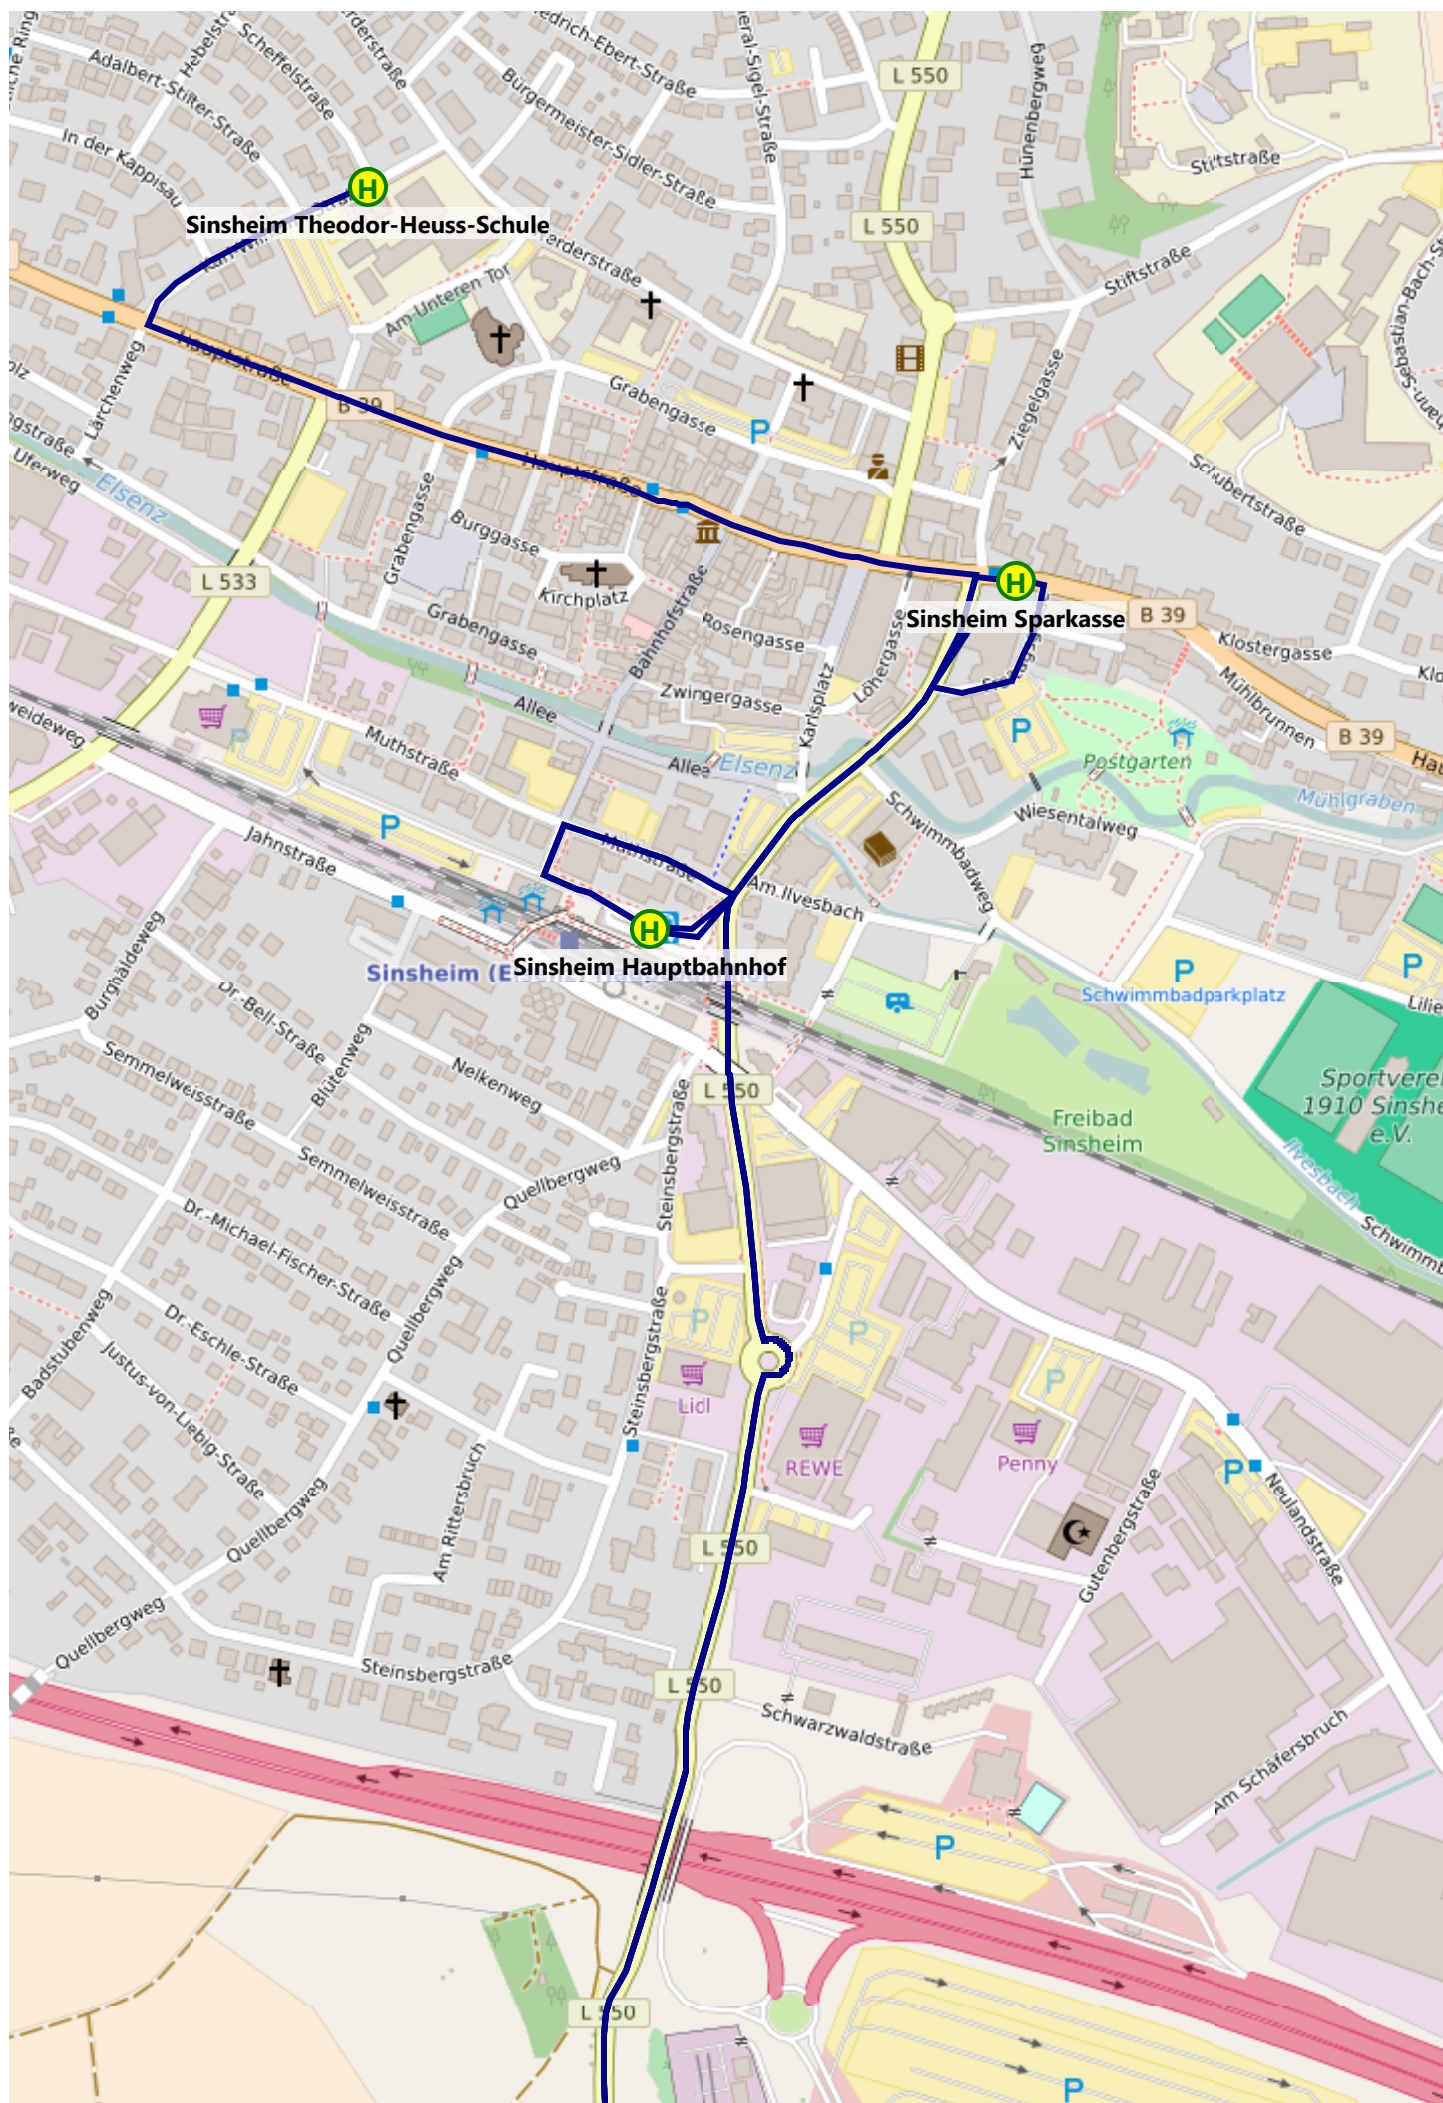 Adalbert-Stifter-Straße
Scheffelstraße
Bürgermeister-Sidler-Straße
L 550
Hünenbergweg
In der Kappisau
Stiftstraße
H
Sinsheim Theodor-Heuss-Schule
L 550
Stiftstraße
Am Unteren Tor
Hauptstraße
Lärchenweg
Grabengasse
P
Ziegelgasse
B 39
Hauptstraße
Schubertstraße
Uferweg
Elsenz
Grabengasse
Burggasse
L 533
Kirchplatz
H
Sinsheim Sparkasse
B 39
Grabengasse
Rosengasse
Bahnhofstraße
Klostergasse
Zwingergasse
Karlsplatz
Löhergasse
Mühlbrunnen
Allee
P
B 39
P
Muthstraße
Allee
Elsenz
Postgarten
Mühlgraben
Wiesentalweg
Jahnstraße
P
Muthstraße
Schwimmbadweg
Am Ilvesbach
H
Sinsheim Hauptbahnhof
P
P
Schwimmbadparkplatz
Burghäldeweg
Dr.-Bell-Straße
Blütenweg
Nelkenweg
Semmelweisstraße
L 550
Sportverein
1910 Sinsheim
e.V.
Freibad
Sinsheim
Ilvesbach
Semmelweisstraße
Quellbergweg
Steinsbergstraße
Dr.-Michael-Fischer-Straße
Quellbergweg
Dr.-Eschle-Straße
Badstubenweg
Justus-von-Liebig-Straße
Steinsbergstraße
P
P
P
Lidl
REWE
Penny
P
Neulandstraße
Quellbergweg
Am Rittersbruch
L 550
Gutenbergstraße
Quellbergweg
Steinsbergstraße
L 550
Schwarzwaldstraße
Am Schäfersbruch
P
L 550
P